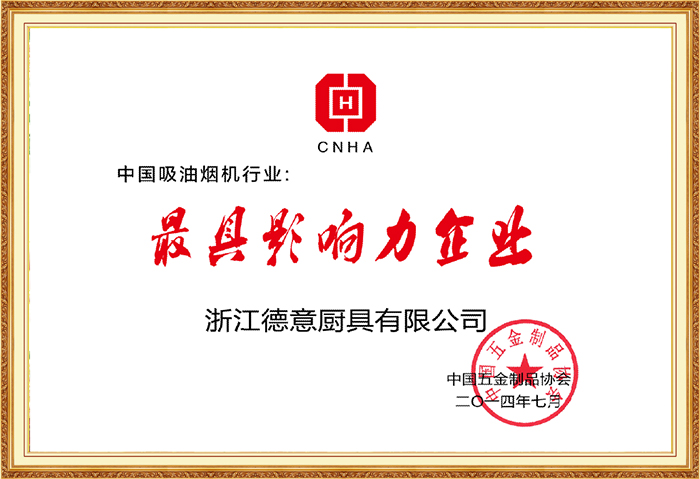 H
CNHA
中国吸油烟机行业:
最具影响力企业
浙江德意厨具有限公司
中国五金制品协会
中国五金制品协会
二〇一四年七月